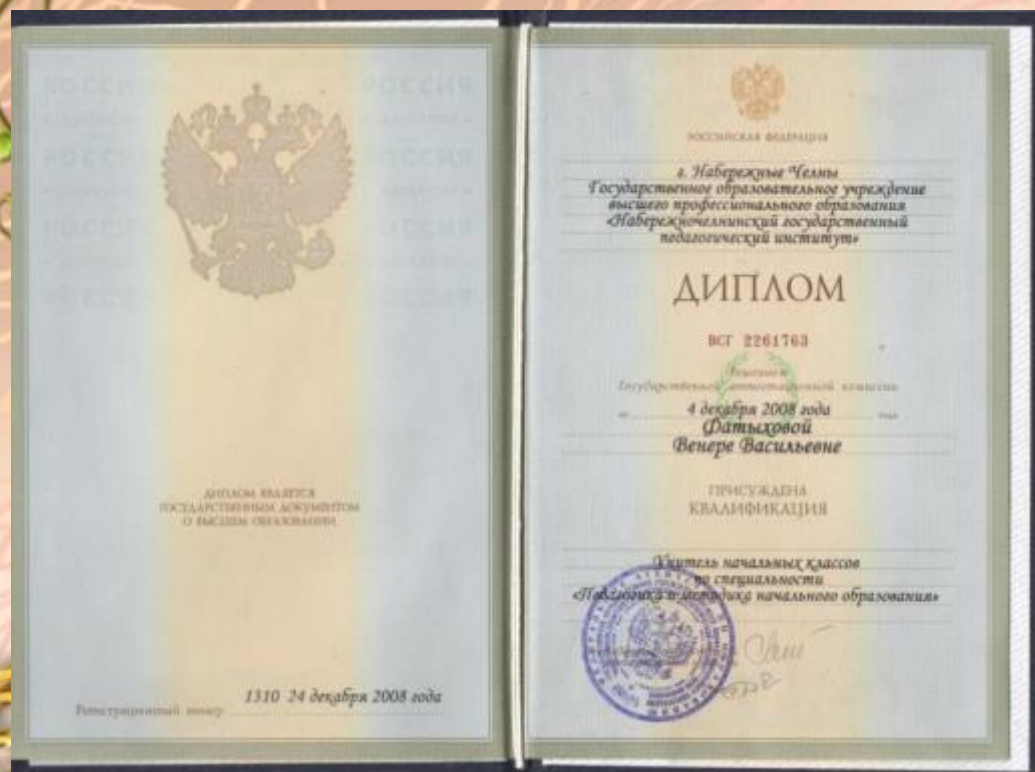 ДИПЛОМ ЯВЛЯЕТСЯ
ГОСУДАРСТВЕННЫМ ДОКУМЕНТОМ
О ВЫСШЕМ ОБРАЗОВАНИИ
Регистрационный номер 1310 24 декабря 2008 года
РОССИЙСКАЯ ФЕДЕРАЦИЯ
г. Набережные Челны
Государственное образовательное учреждение
высшего профессионального образования
«Набережночелнинский государственный
педагогический институт»
ДИПЛОМ
ВСГ 2261763
Решением
Государственной аттестационной комиссии
от 4 декабря 2008 года
Фатыховой
Венере Васильевне
ПРИСУЖДЕНА
КВАЛИФИКАЦИЯ
Учитель начальных классов
по специальности
«Педагогика и методика начального образования»